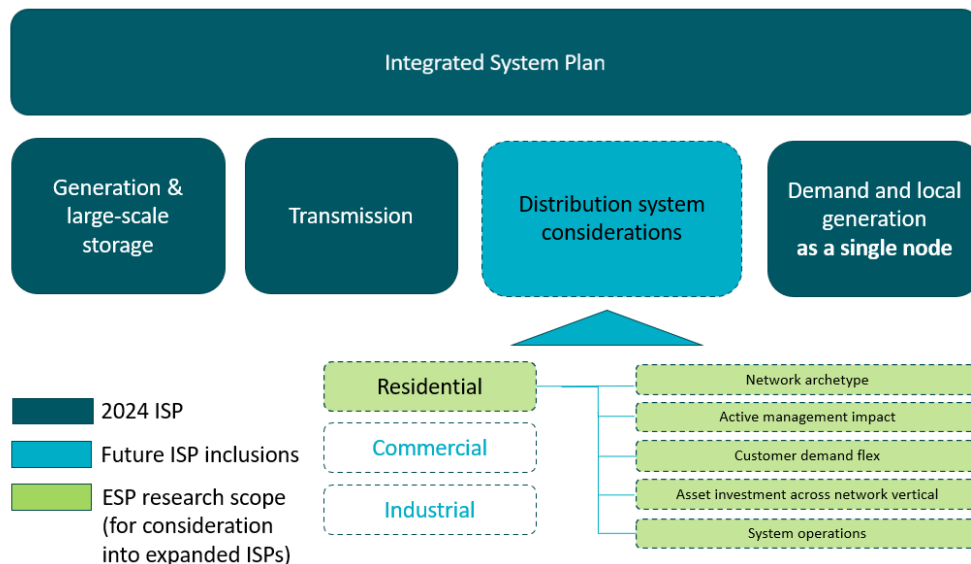 Integrated System Plan
Generation &
large-scale
storage
Transmission
Distribution system
considerations
Demand and local
generation
as a single node
2024 ISP
Future ISP inclusions
ESP research scope
(for consideration
into expanded ISPs)
Residential
Commercial
Industrial
Network archetype
Active management impact
Customer demand flex
Asset investment across network vertical
System operations